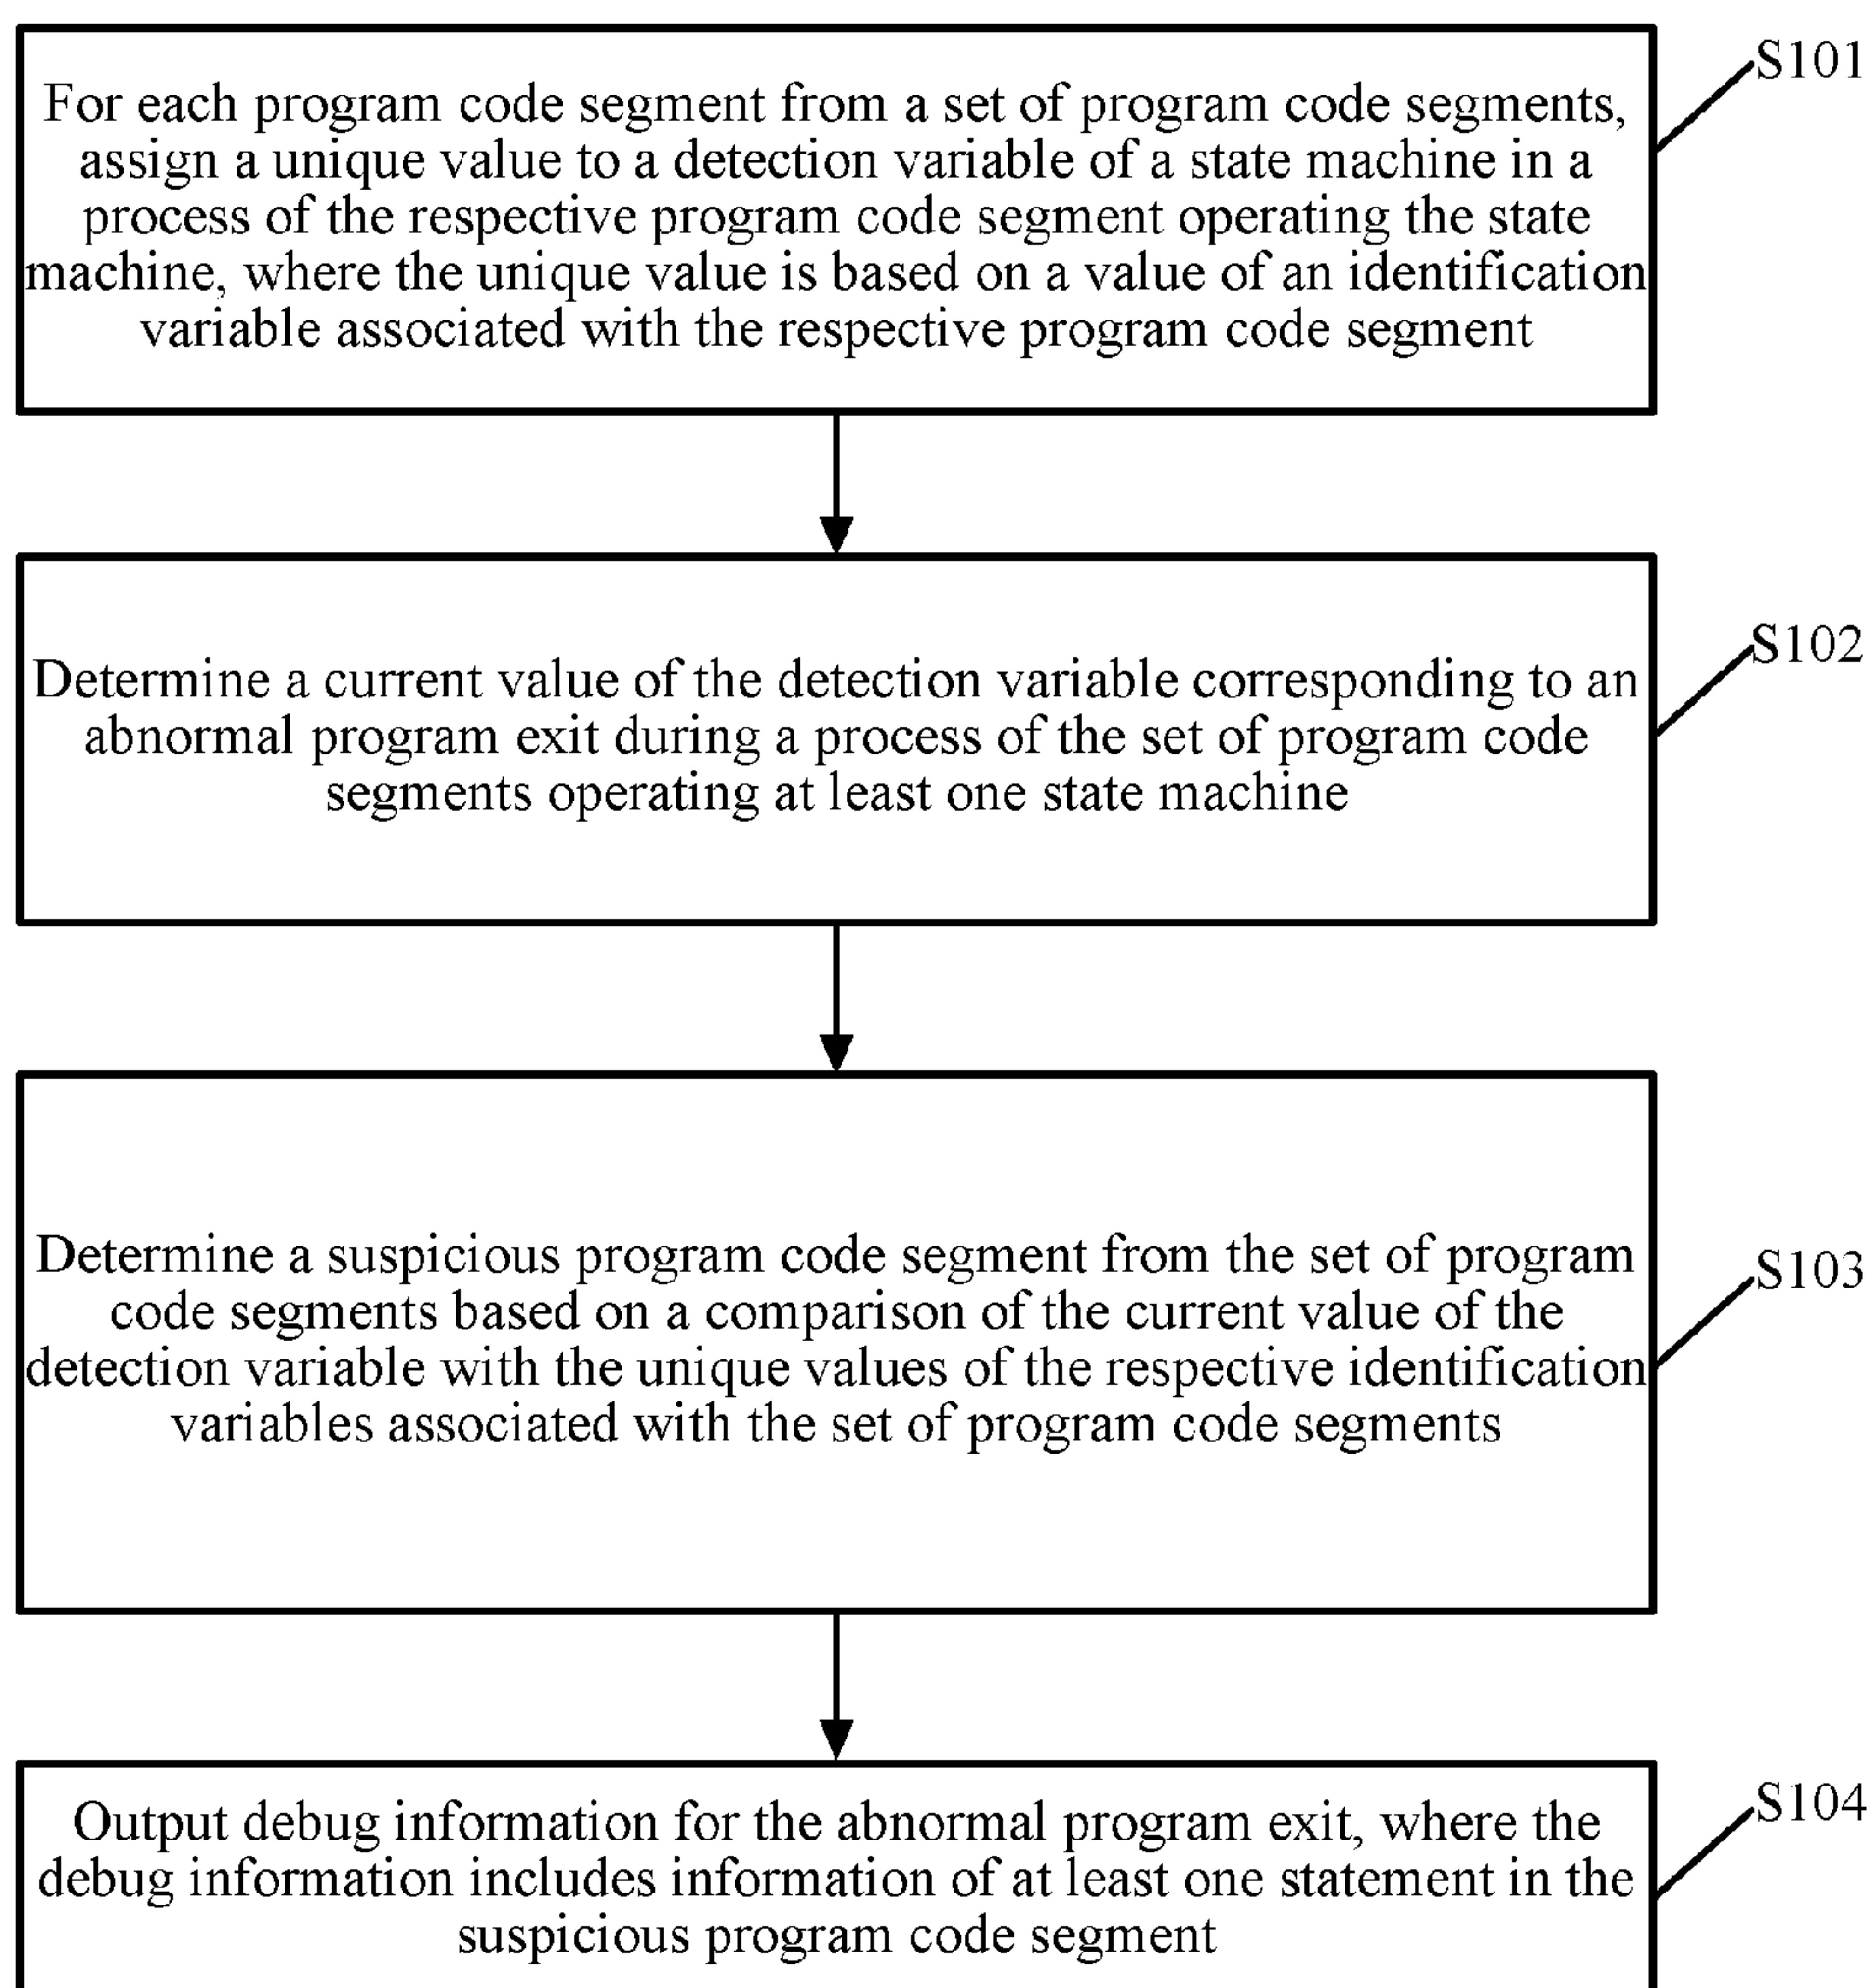 For each program code segment from a set of program code segments,
assign a unique value to a detection variable of a state machine in a
process of the respective program code segment operating the state
machine, where the unique value is based on a value of an identification
variable associated with the respective program code segment
S101
Determine a current value of the detection variable corresponding to an
abnormal program exit during a process of the set of program code
segments operating at least one state machine
S102
Determine a suspicious program code segment from the set of program
code segments based on a comparison of the current value of the
detection variable with the unique values of the respective identification
variables associated with the set of program code segments
S103
Output debug information for the abnormal program exit, where the
debug information includes information of at least one statement in the
suspicious program code segment
S104